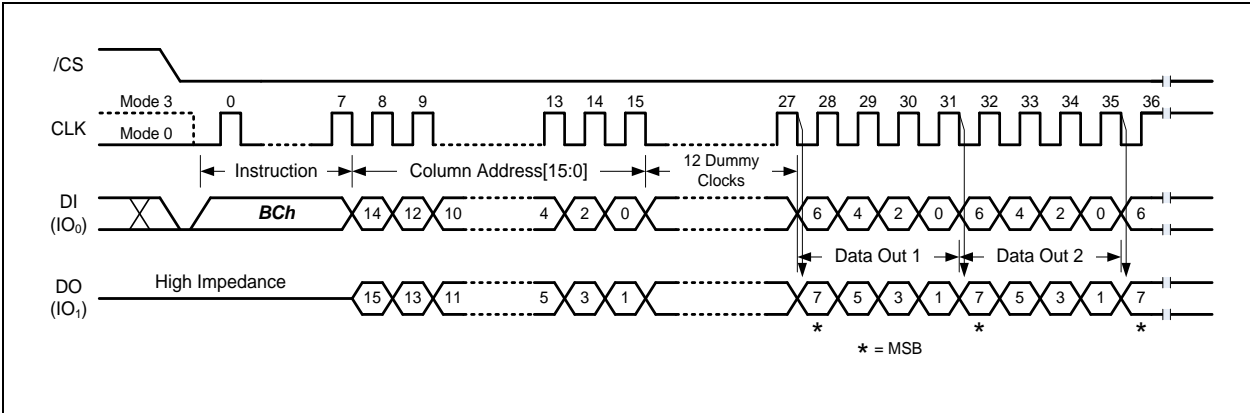 /CS
Mode 3 0 7 8 9 13 14 15 27 28 29 30 31 32 33 34 35 36
CLK
Mode 0
Instruction Column Address[15:0] 12 Dummy Clocks
DI
(IO0)
BCh 14 12 10 4 2 0 6 4 2 0 6 4 2 0 6
Data Out 1 Data Out 2
DO
(IO1)
High Impedance 15 13 11 5 3 1 7 5 3 1 7 5 3 1 7
* * *
* = MSB